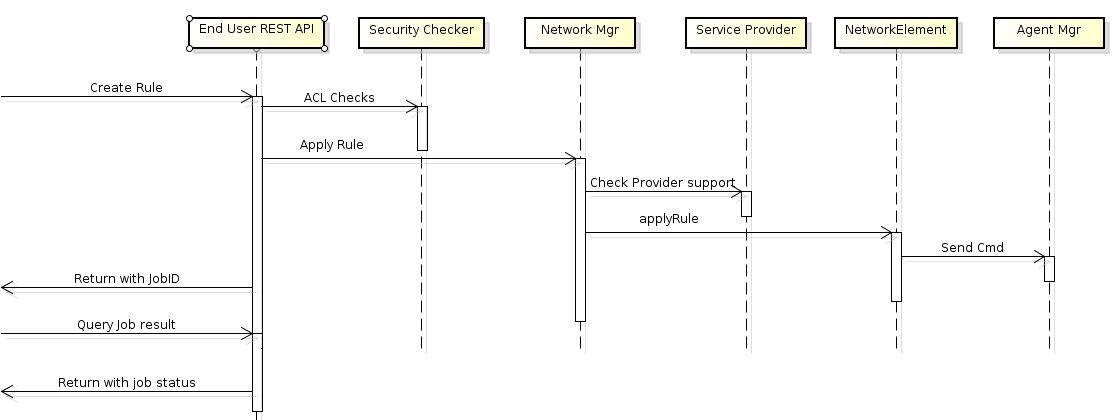 End User REST API
Security Checker
Network Mgr
Service Provider
NetworkElement
Agent Mgr
Create Rule
ACL Checks
Apply Rule
Check Provider support
applyRule
Send Cmd
Return with JobID
Query Job result
Return with job status